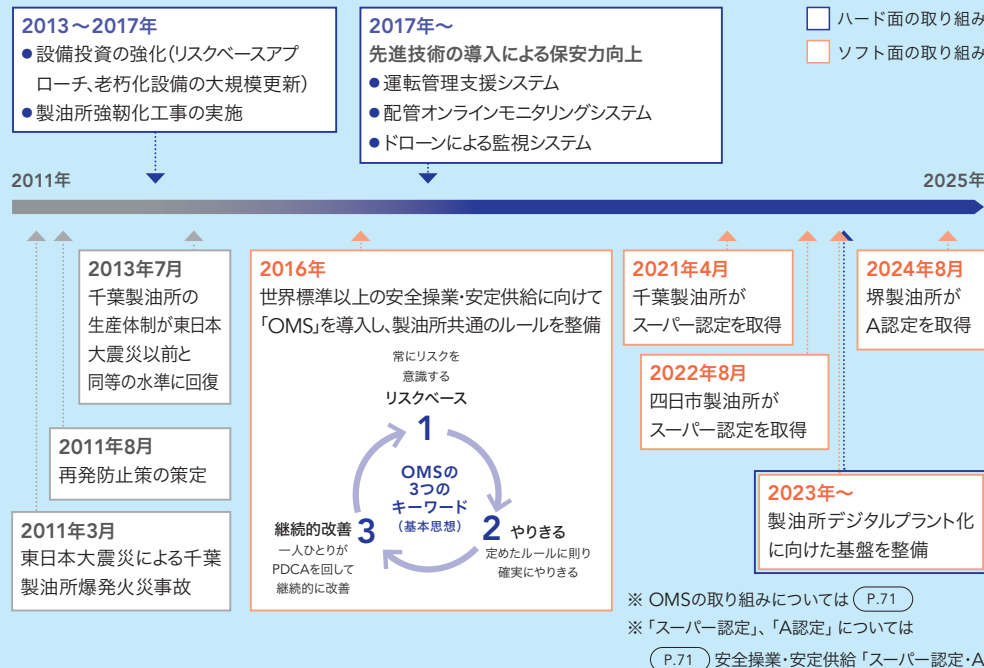 2013～2017年
●設備投資の強化(リスクベースアプ
ローチ、老朽化設備の大規模更新)
●製油所強靭化工事の実施
2017年～
先進技術の導入による保安力向上
●運転管理支援システム
●配管オンラインモニタリングシステム
●ドローンによる監視システム
ハード面の取り組み
ソフト面の取り組み
2011年
2025年
2013年7月
千葉製油所の
生産体制が東日本
大震災以前と
同等の水準に回復
2011年8月
再発防止策の策定
2011年3月
東日本大震災による千葉
製油所爆発火災事故
2016年
世界標準以上の安全操業・安定供給に向けて
「OMS」を導入し、製油所共通のルールを整備
常にリスクを
意識する
リスクベース
1
OMSの
3つの
キーワード
(基本思想)
2 やりきる
定めたルールに則り
確実にやりきる
継続的改善 3
一人ひとりが
PDCAを回して
継続的に改善
2021年4月
千葉製油所が
スーパー認定を取得
2022年8月
四日市製油所が
スーパー認定を取得
2023年～
製油所デジタルプラント化
に向けた基盤を整備
2024年8月
堺製油所が
A認定を取得
※ OMSの取り組みについては P.71
※「スーパー認定」、「A認定」については
P.71 安全操業・安定供給「スーパー認定・A